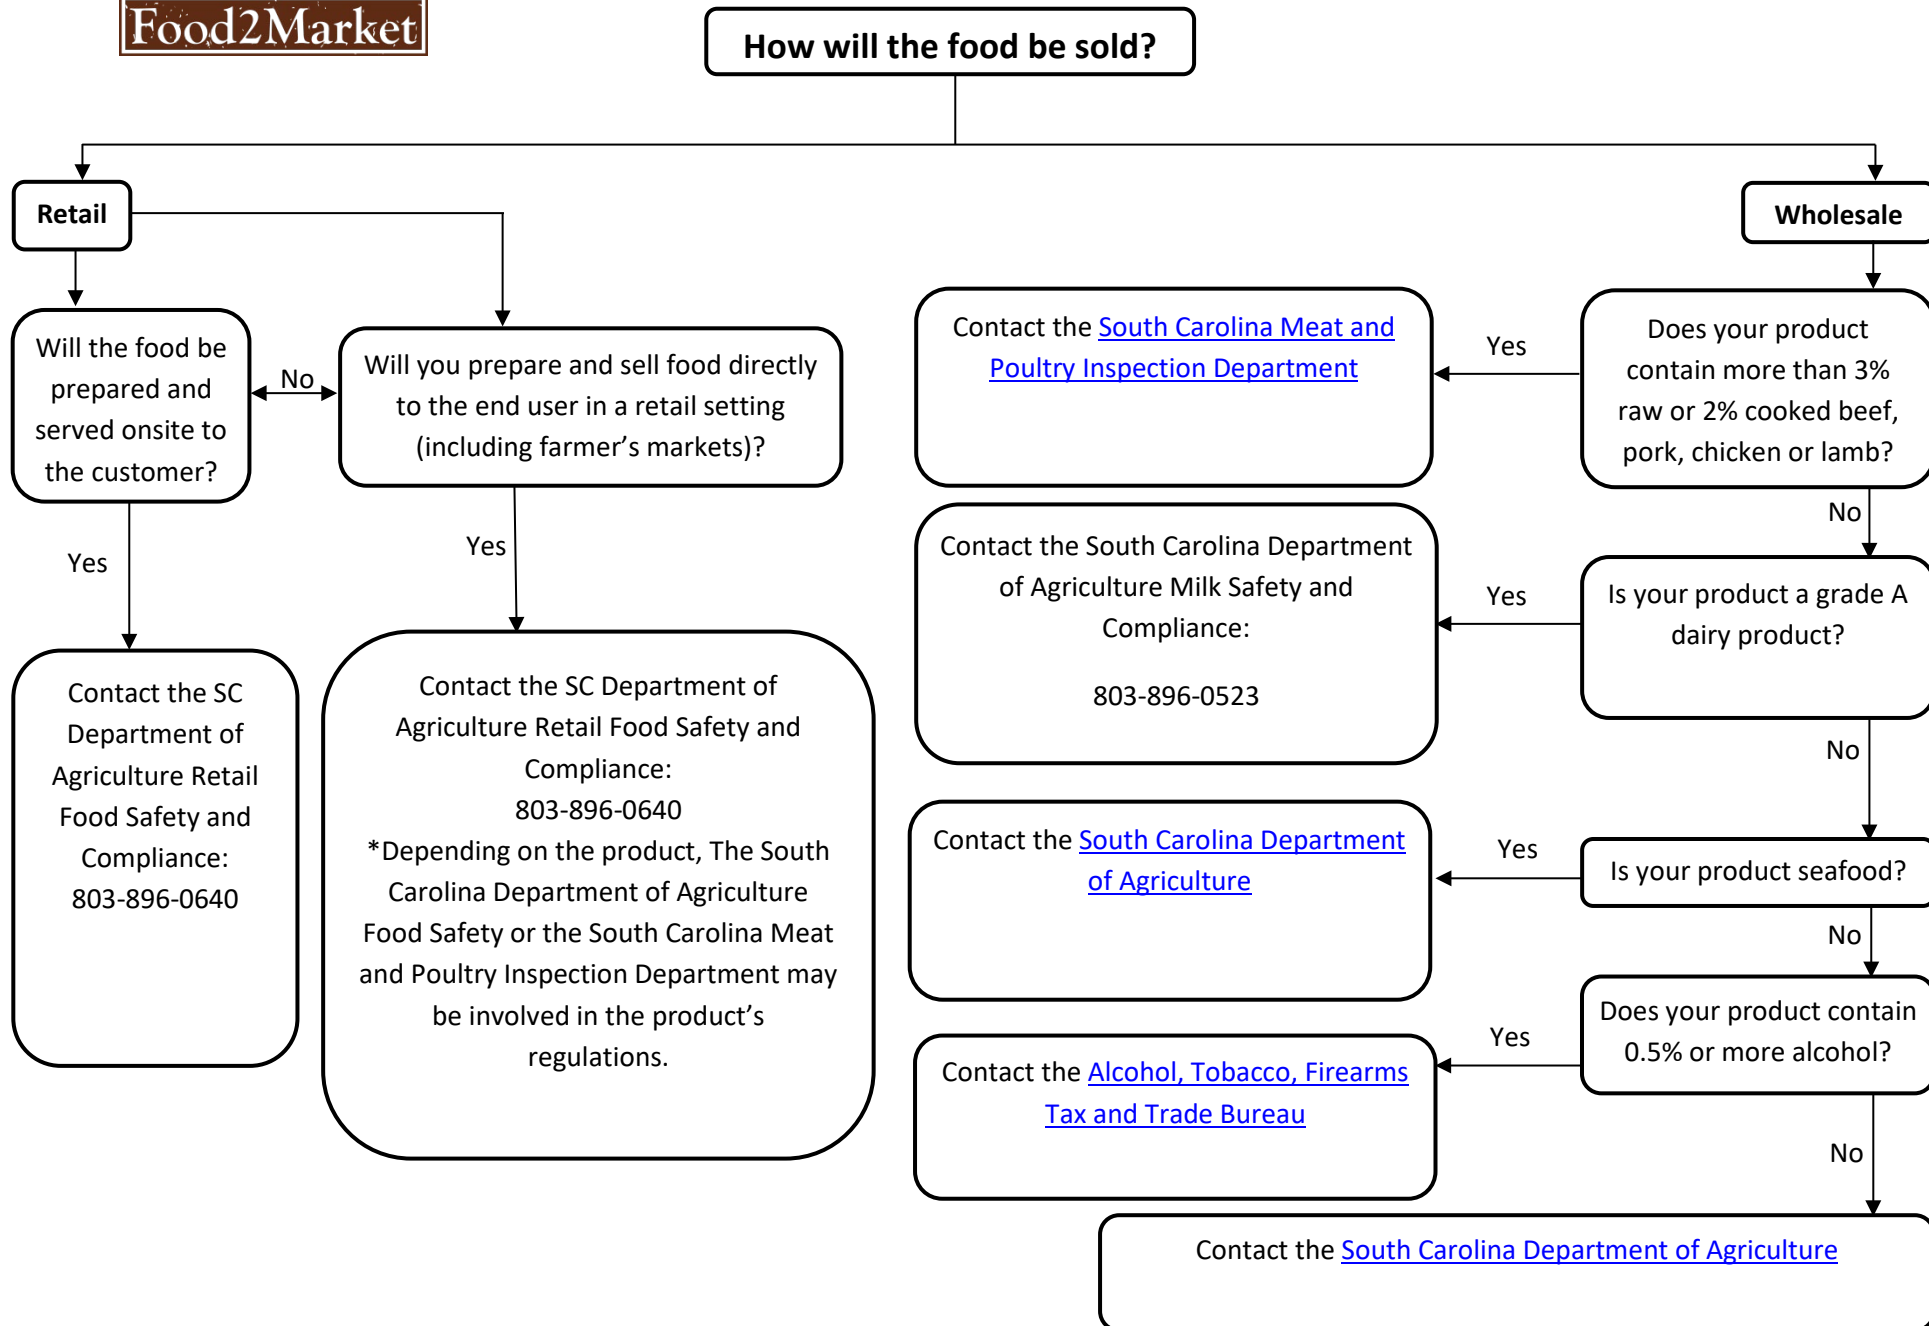 Food2Market
How will the food be sold?
Retail
Will the food be
prepared and
served onsite to
the customer?
No
Will you prepare and sell food directly
to the end user in a retail setting
(including farmer’s markets)?
Yes
Yes
Contact the SC
Department of
Agriculture Retail
Food Safety and
Compliance:
803-896-0640
Contact the SC Department of
Agriculture Retail Food Safety and
Compliance:
803-896-0640
*Depending on the product, The South
Carolina Department of Agriculture
Food Safety or the South Carolina Meat
and Poultry Inspection Department may
be involved in the product’s
regulations.
Wholesale
Does your product
contain more than 3%
raw or 2% cooked beef,
pork, chicken or lamb?
Yes
Contact the South Carolina Meat and
Poultry Inspection Department
No
Is your product a grade A
dairy product?
Yes
Contact the South Carolina Department
of Agriculture Milk Safety and
Compliance:
803-896-0523
No
Is your product seafood?
Yes
Contact the South Carolina Department
of Agriculture
No
Does your product contain
0.5% or more alcohol?
Yes
Contact the Alcohol, Tobacco, Firearms
Tax and Trade Bureau
No
Contact the South Carolina Department of Agriculture